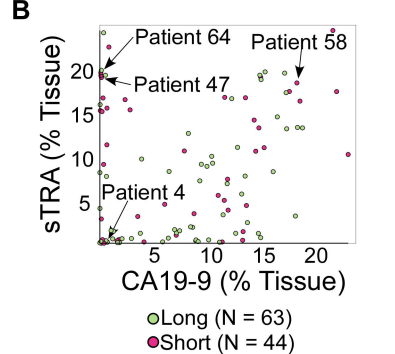 B
Patient 64
Patient 58
Patient 47
Patient 4
sTRA (% Tissue)
20
15
10
5
5 10 15 20
CA19-9 (% Tissue)
Long (N = 63)
Short (N = 44)